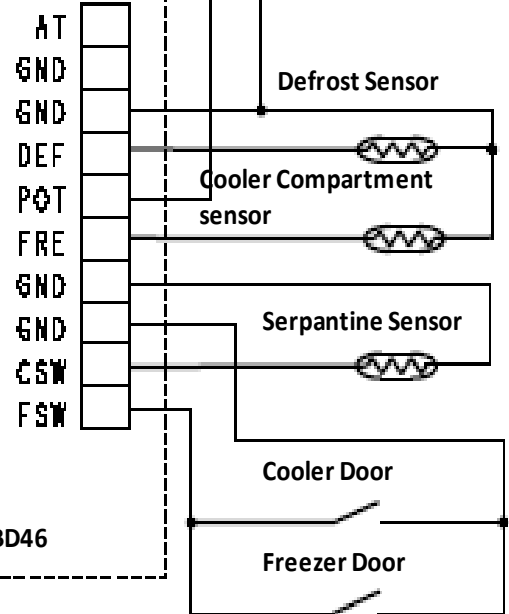 AT
GND
GND
DEF
POT
FRE
GND
GND
CSW
FSW
Defrost Sensor
Cooler Compartment
sensor
Serpantine Sensor
Cooler Door
Freezer Door
BD46